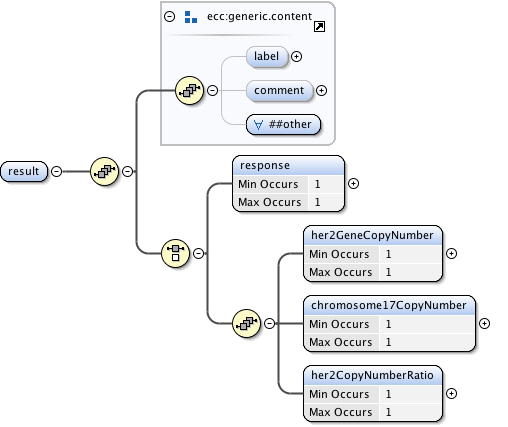 ecc:generic.content
label
comment
∀ ##other
result
response
Min Occurs 1
Max Occurs 1
her2GeneCopyNumber
Min Occurs 1
Max Occurs 1
chromosome17CopyNumber
Min Occurs 1
Max Occurs 1
her2CopyNumberRatio
Min Occurs 1
Max Occurs 1